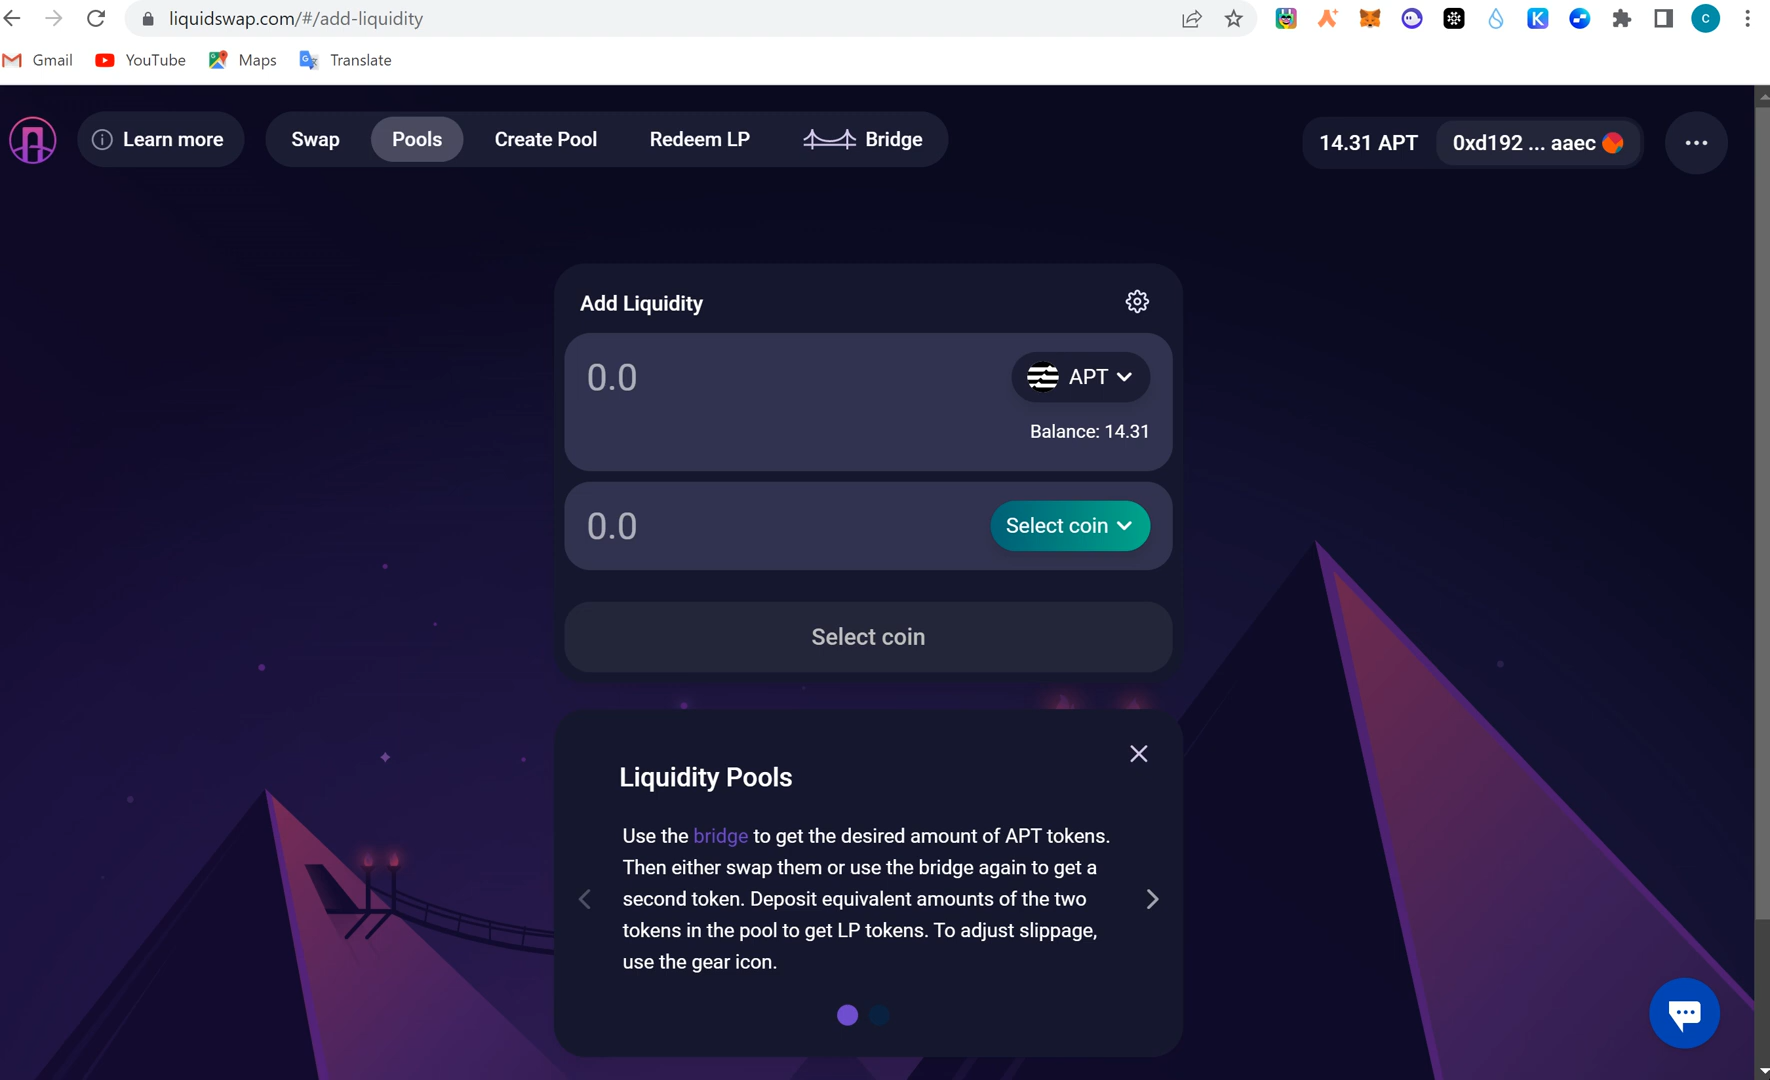 liquidswap.com/#/add-liquidity
C
Gmail YouTube Maps Translate
Learn more Swap Pools Create Pool Redeem LP Bridge 14.31 APT 0xd192 ... aaec
Add Liquidity
0.0 APT
Balance: 14.31
0.0 Select coin
Select coin
Liquidity Pools
Use the bridge to get the desired amount of APT tokens.
Then either swap them or use the bridge again to get a
second token. Deposit equivalent amounts of the two
tokens in the pool to get LP tokens. To adjust slippage,
use the gear icon.